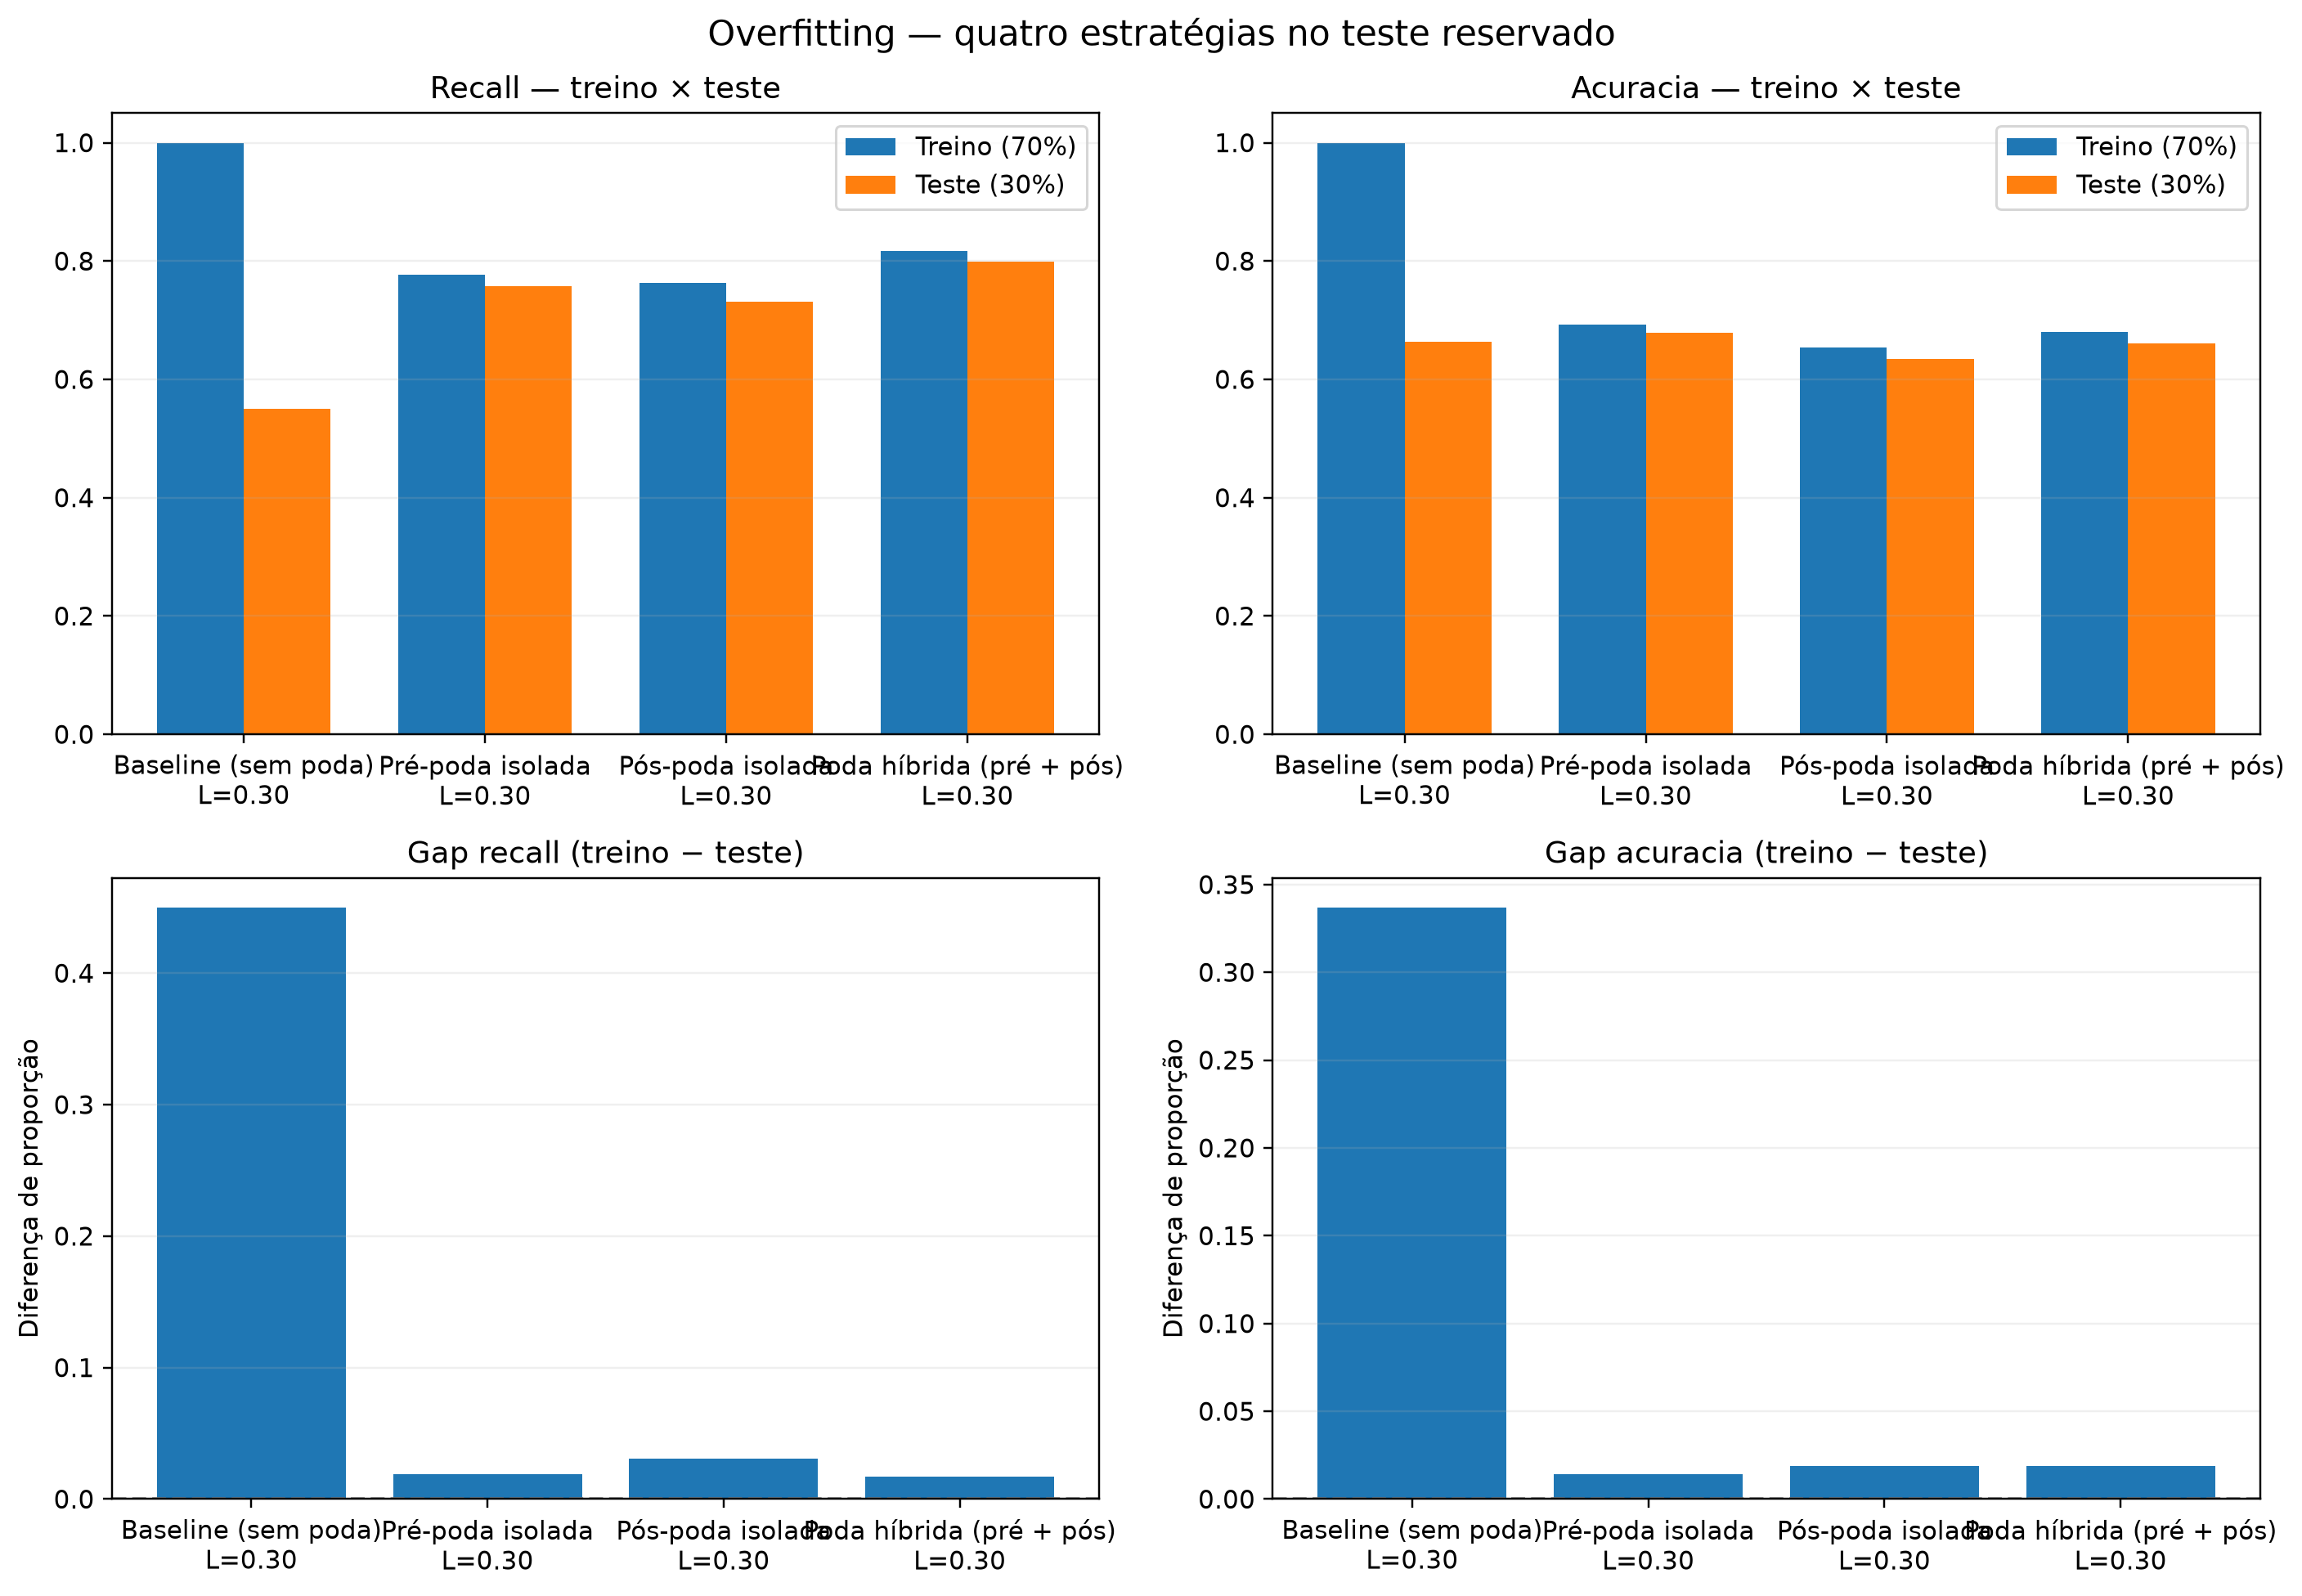 Overfitting — quatro estratégias no teste reservado
Recall — treino × teste
Treino (70%)
Teste (30%)
1.0
0.8
0.6
0.4
0.2
0.0
Baseline (sem poda) Pré-poda isolada Pós-poda isolada Poda híbrida (pré + pós)
L=0.30 L=0.30 L=0.30 L=0.30
Acuracia — treino × teste
Treino (70%)
Teste (30%)
1.0
0.8
0.6
0.4
0.2
0.0
Baseline (sem poda) Pré-poda isolada Pós-poda isolada Poda híbrida (pré + pós)
L=0.30 L=0.30 L=0.30 L=0.30
Gap recall (treino − teste)
Diferença de proporção
0.4
0.3
0.2
0.1
0.0
Baseline (sem poda) Pré-poda isolada Pós-poda isolada Poda híbrida (pré + pós)
L=0.30 L=0.30 L=0.30 L=0.30
Gap acuracia (treino − teste)
Diferença de proporção
0.35
0.30
0.25
0.20
0.15
0.10
0.05
0.00
Baseline (sem poda) Pré-poda isolada Pós-poda isolada Poda híbrida (pré + pós)
L=0.30 L=0.30 L=0.30 L=0.30